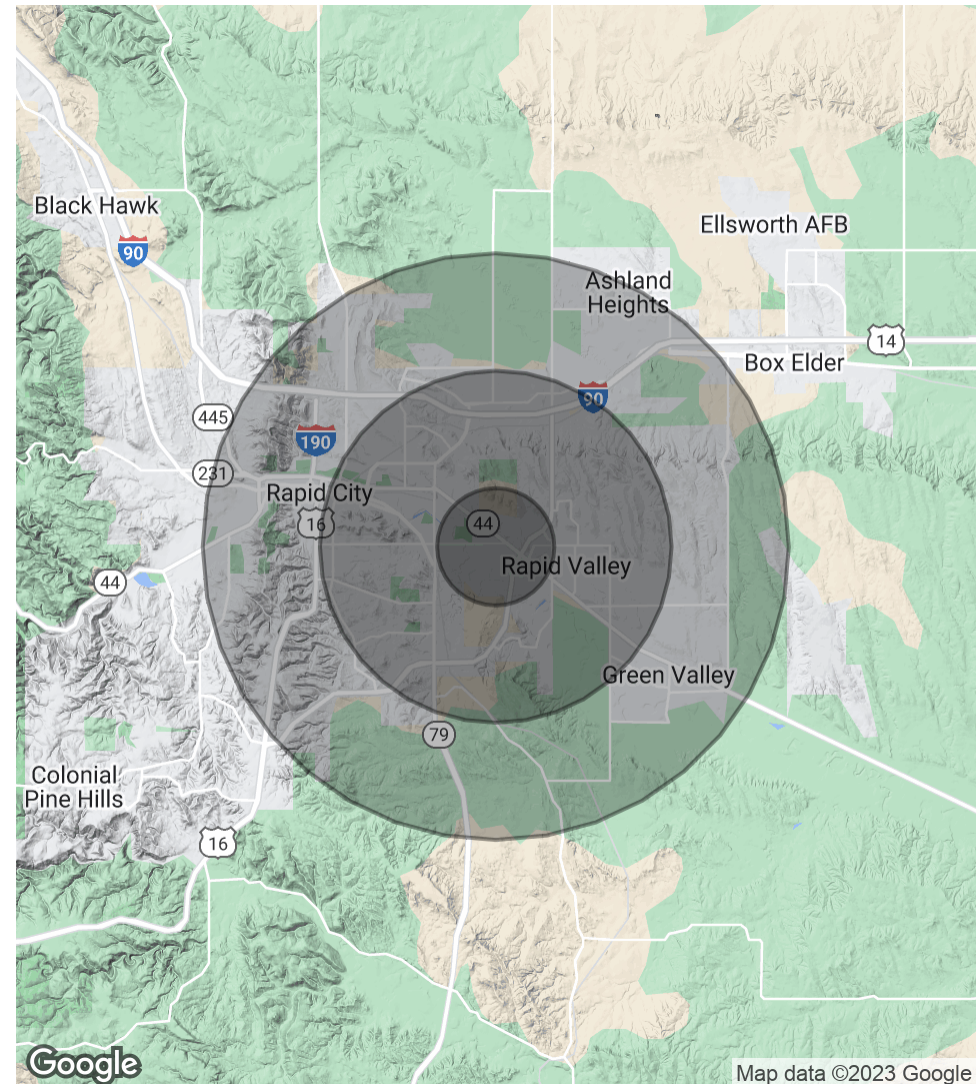 Black Hawk
90
Ellsworth AFB
Ashland
Heights
14
Box Elder
90
445
190
231
Rapid City
16
44
Rapid Valley
44
Green Valley
79
Colonial
Pine Hills
16
Google
Map data ©2023 Google